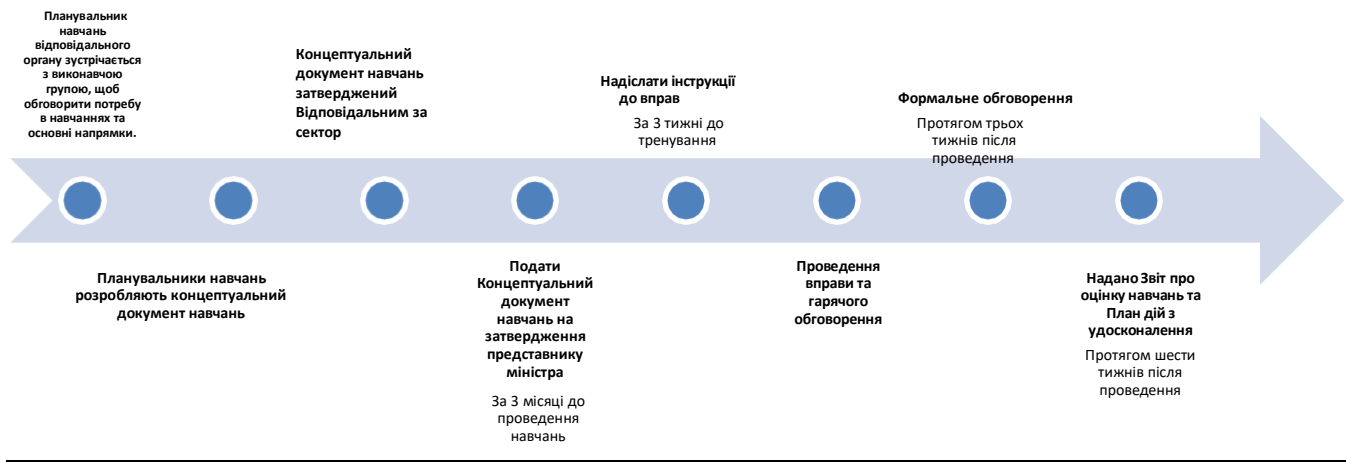 Планувальник
навчань
відповідального
органу зустрічається
з виконавчою
групою, щоб
обговорити потребу
в навчаннях та
основні напрямки.
Планувальники навчань
розробляють концептуальний
документ навчань
Концептуальний
документ навчань
затверджений
Відповідальним за
сектор
Подати
Концептуальний
документ
навчань на
затвердження
представнику
міністра
За 3 місяці до
проведення
навчань
Надіслати інструкції
до вправ
За 3 тижні до
тренування
Проведення
вправи та
гарячого
обговорення
Формальне обговорення
Протягом трьох
тижнів після
проведення
Надано Звіт про
оцінку навчань та
План дій з
удосконалення
Протягом шести
тижнів після
проведення